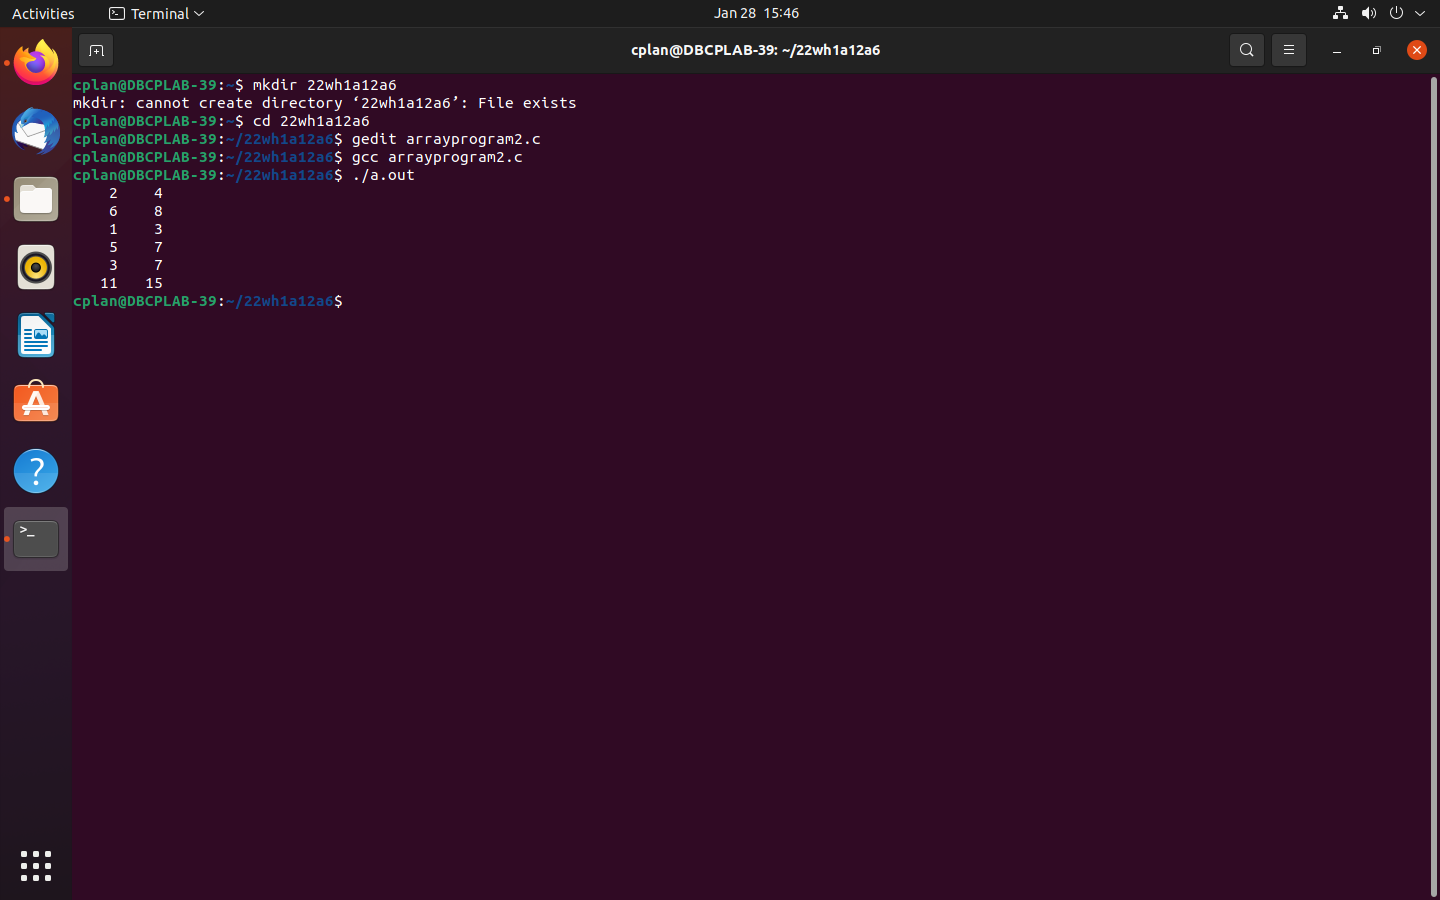 Activities Terminal Jan 28 15:46
cplan@DBCPLAB-39: ~/22wh1a12a6
cplan@DBCPLAB-39:~$ mkdir 22wh1a12a6
mkdir: cannot create directory ‘22wh1a12a6’: File exists
cplan@DBCPLAB-39:~$ cd 22wh1a12a6
cplan@DBCPLAB-39:~/22wh1a12a6$ gedit arrayprogram2.c
cplan@DBCPLAB-39:~/22wh1a12a6$ gcc arrayprogram2.c
cplan@DBCPLAB-39:~/22wh1a12a6$ ./a.out
    2    4
    6    8
    1    3
    5    7
    3    7
   11   15
cplan@DBCPLAB-39:~/22wh1a12a6$